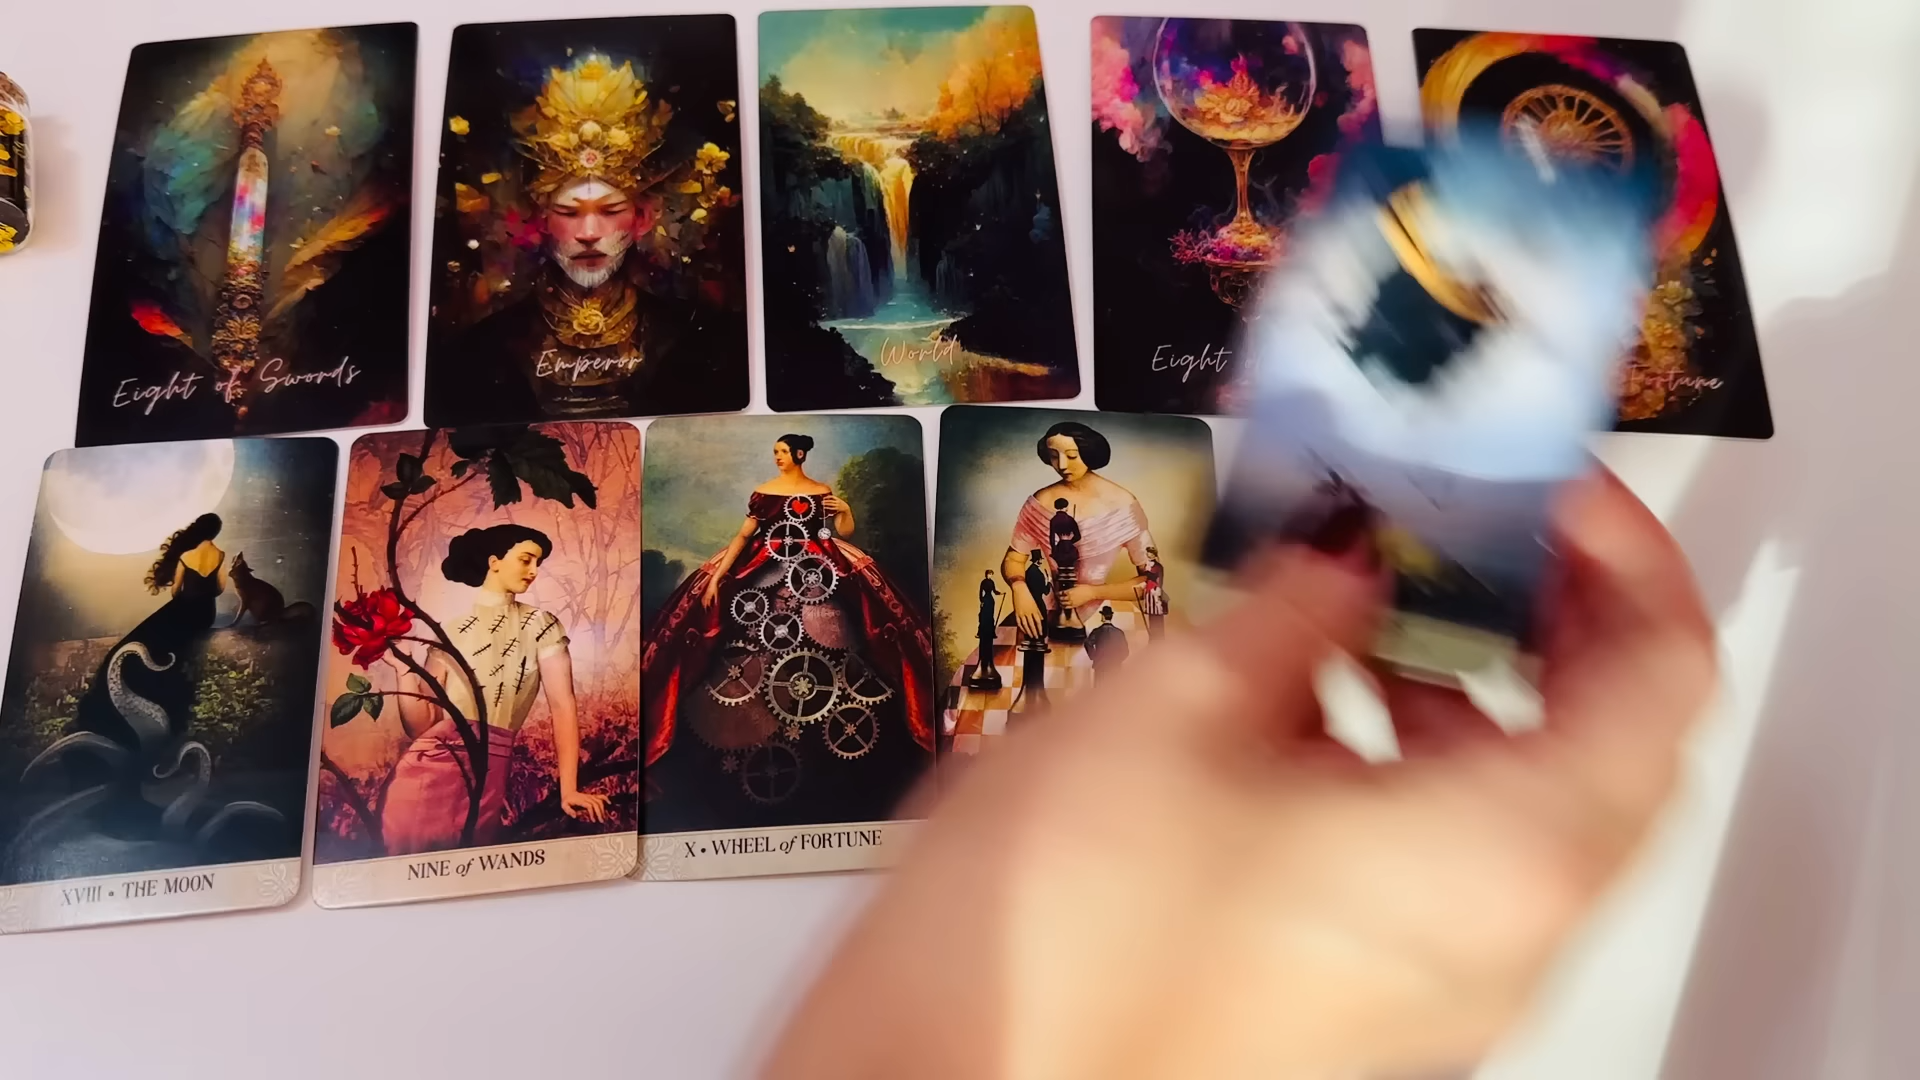 Eight of Swords
Emperor
World
Eight
Fortune
XVIII • THE MOON
NINE of WANDS
X • WHEEL of FORTUNE